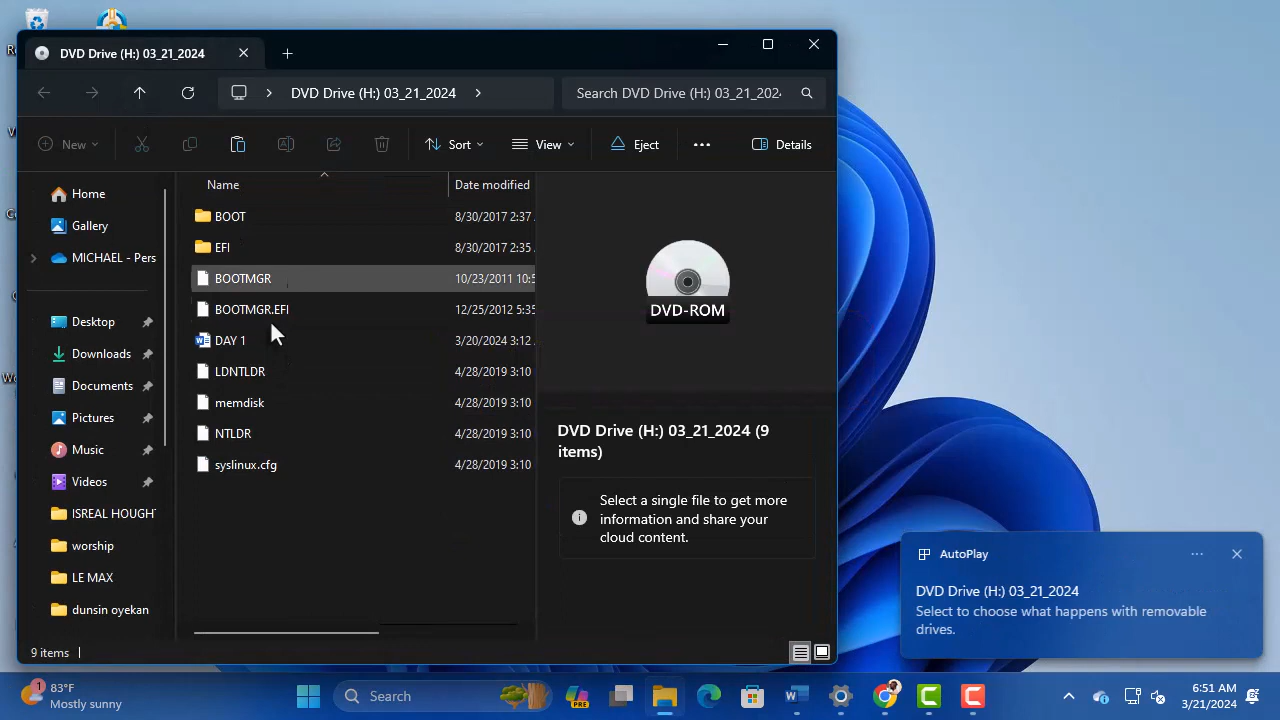 DVD Drive (H:) 03_21_2024
DVD Drive (H:) 03_21_2024
Search DVD Drive (H:) 03_21_202
New
Sort
View
Eject
Details
Home
Gallery
MICHAEL - Pers
Desktop
Downloads
Documents
Pictures
Music
Videos
ISREAL HOUGHT
worship
LE MAX
dunsin oyekan
Name
Date modified
BOOT
8/30/2017 2:37
EFI
8/30/2017 2:35
BOOTMGR
10/23/2011 10:5
BOOTMGR.EFI
12/25/2012 5:35
DAY 1
3/20/2024 3:12
LDNTLDR
4/28/2019 3:10
memdisk
4/28/2019 3:10
NTLDR
4/28/2019 3:10
syslinux.cfg
4/28/2019 3:10
DVD-ROM
DVD Drive (H:) 03_21_2024 (9
items)
Select a single file to get more
information and share your
cloud content.
9 items
AutoPlay
DVD Drive (H:) 03_21_2024
Select to choose what happens with removable
drives.
1
83°F
Mostly sunny
Search
PRE
6:51 AM
3/21/2024